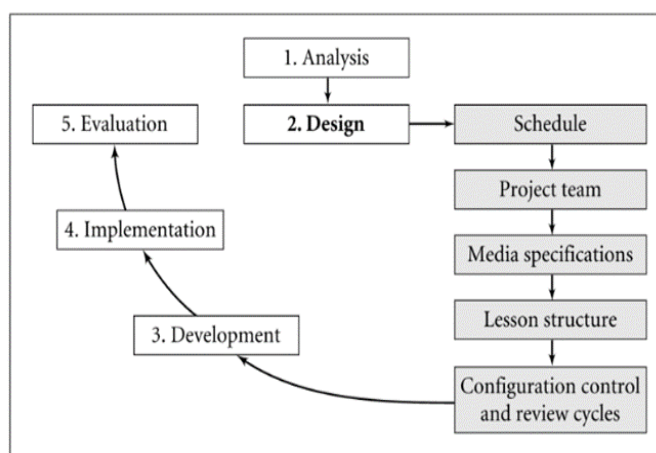 1. Analysis
5. Evaluation
2. Design
Schedule
Project team
4. Implementation
Media specifications
Lesson structure
3. Development
Configuration control
and review cycles